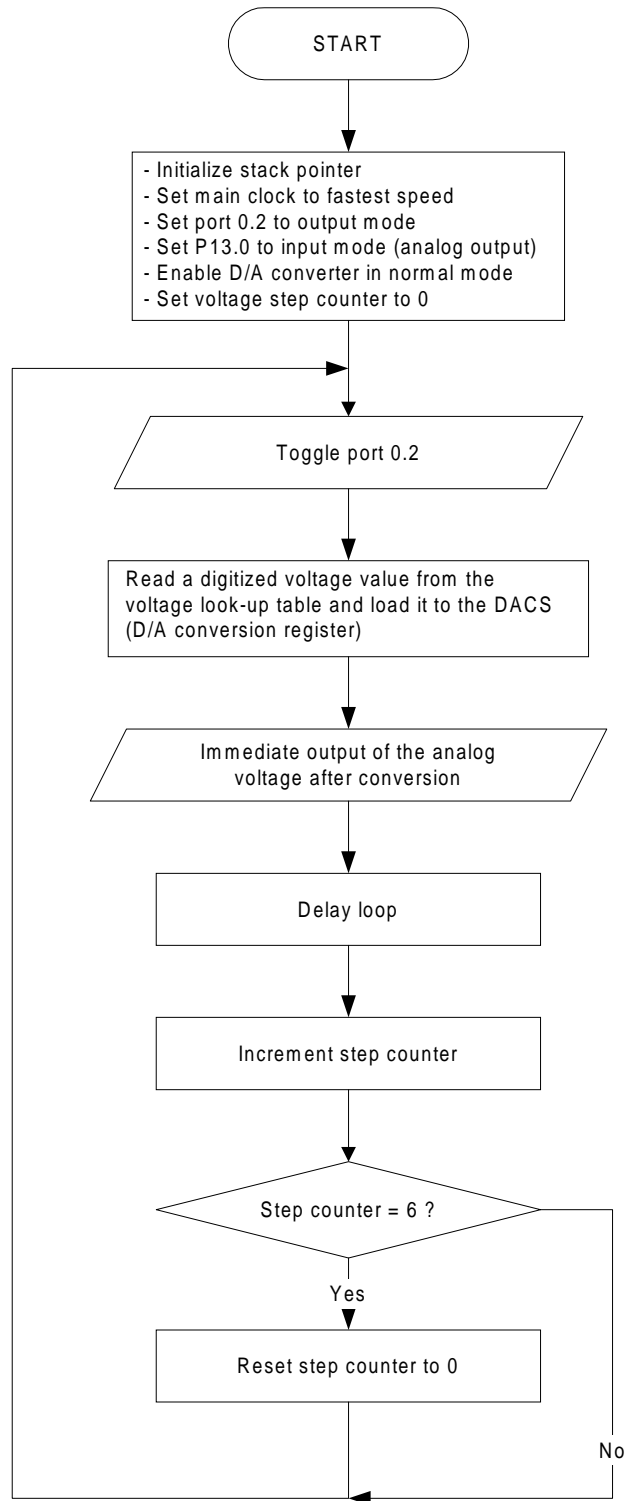 START
- Initialize stack pointer
- Set main clock to fastest speed
- Set port 0.2 to output mode
- Set P13.0 to input mode (analog output)
- Enable D/A converter in normal mode
- Set voltage step counter to 0
Toggle port 0.2
Read a digitized voltage value from the
voltage look-up table and load it to the DACS
(D/A conversion register)
Immediate output of the analog
voltage after conversion
Delay loop
Increment step counter
Step counter = 6 ?
Yes
Reset step counter to 0
No